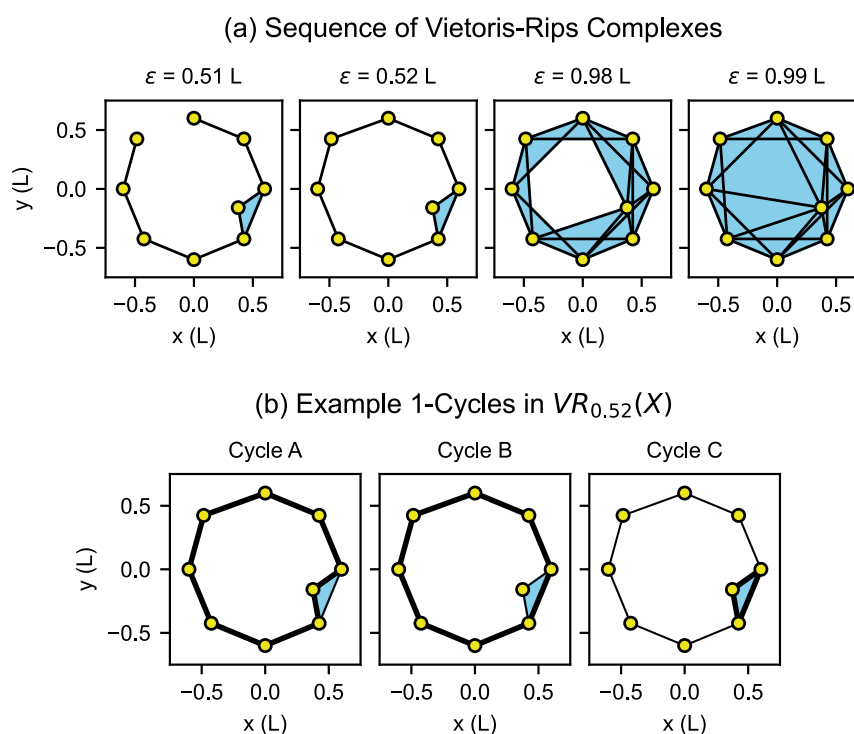 (a) Sequence of Vietoris-Rips Complexes
ε = 0.51 L
ε = 0.52 L
ε = 0.98 L
ε = 0.99 L
y (L)
0.5
0.0
−0.5
−0.5 0.0 0.5
−0.5 0.0 0.5
−0.5 0.0 0.5
−0.5 0.0 0.5
x (L)
x (L)
x (L)
x (L)
(b) Example 1-Cycles in VR₀.₅₂(X)
Cycle A
Cycle B
Cycle C
y (L)
0.5
0.0
−0.5
−0.5 0.0 0.5
−0.5 0.0 0.5
−0.5 0.0 0.5
x (L)
x (L)
x (L)